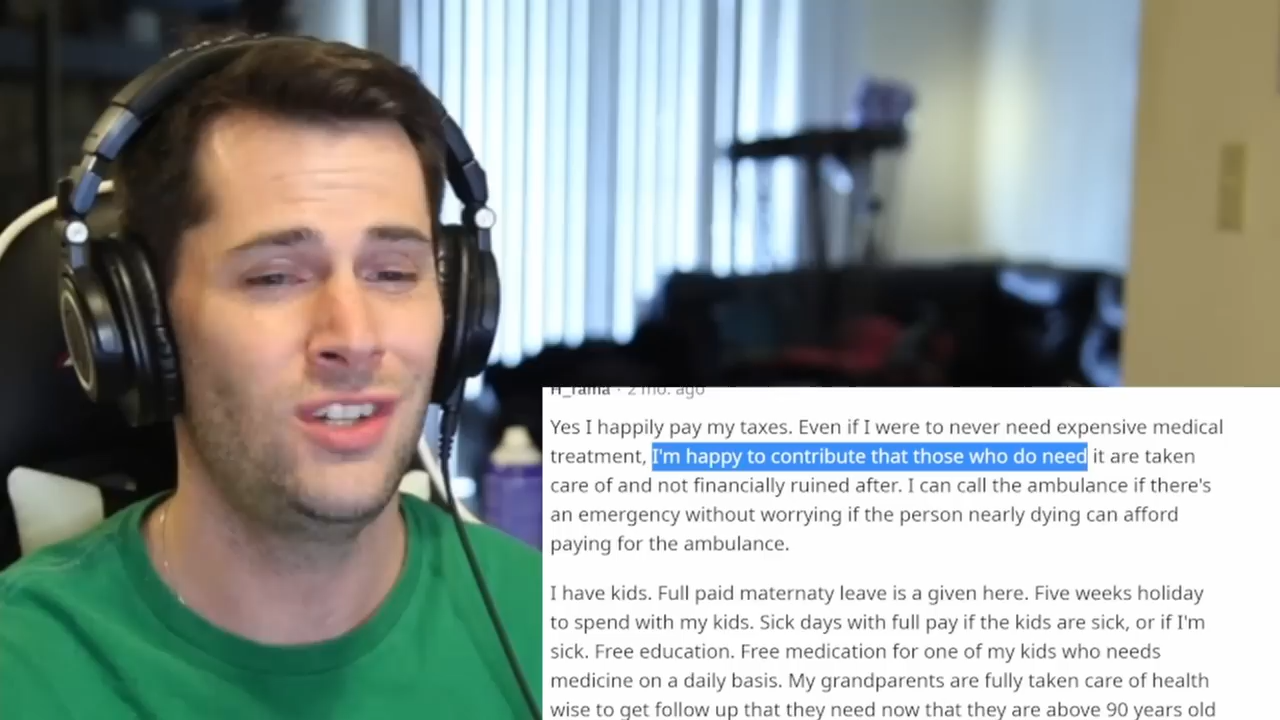 H_rama · 2 mo. ago
Yes I happily pay my taxes. Even if I were to never need expensive medical
treatment, I'm happy to contribute that those who do need it are taken
care of and not financially ruined after. I can call the ambulance if there's
an emergency without worrying if the person nearly dying can afford
paying for the ambulance.
I have kids. Full paid maternaty leave is a given here. Five weeks holiday
to spend with my kids. Sick days with full pay if the kids are sick, or if I'm
sick. Free education. Free medication for one of my kids who needs
medicine on a daily basis. My grandparents are fully taken care of health
wise to get follow up that they need now that they are above 90 years old